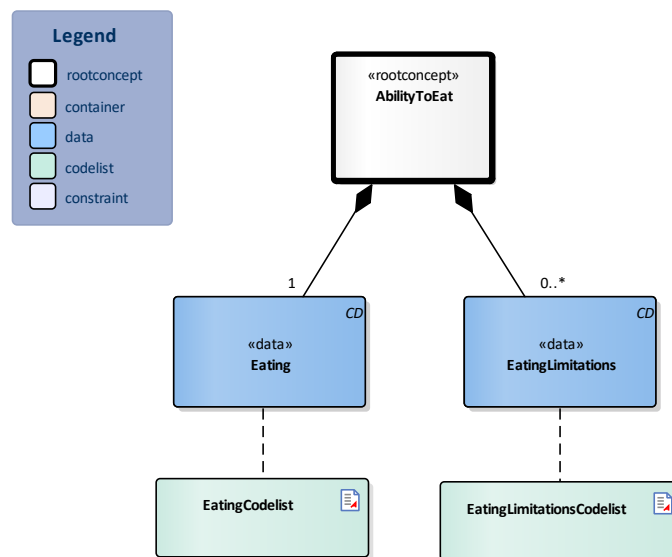 Legend
rootconcept
container
data
codelist
constraint
«rootconcept»
AbilityToEat
1
0..*
CD
«data»
Eating
CD
«data»
EatingLimitations
EatingCodelist
EatingLimitationsCodelist